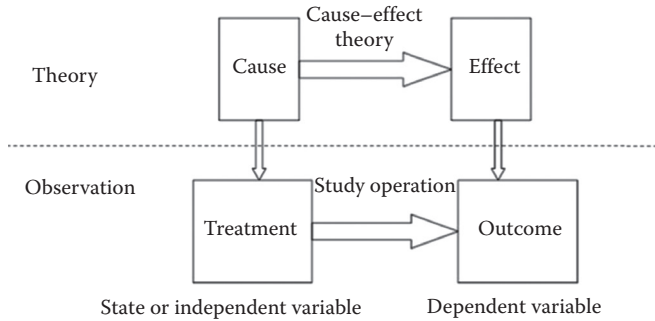 Cause–effect
theory
Theory
Cause
Effect
Observation
Study operation
Treatment
Outcome
State or independent variable
Dependent variable